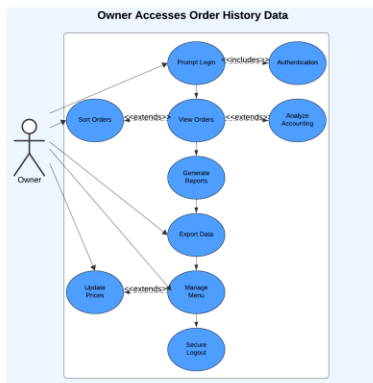 Owner Accesses Order History Data
Prompt Login
<<includes>>
Authentication
Sort Orders
<<extends>>
View Orders
<<extends>>
Analyze
Accounting
Owner
Generate
Reports
Export Data
Update
Prices
<<extends>>
Manage
Menu
Secure
Logout